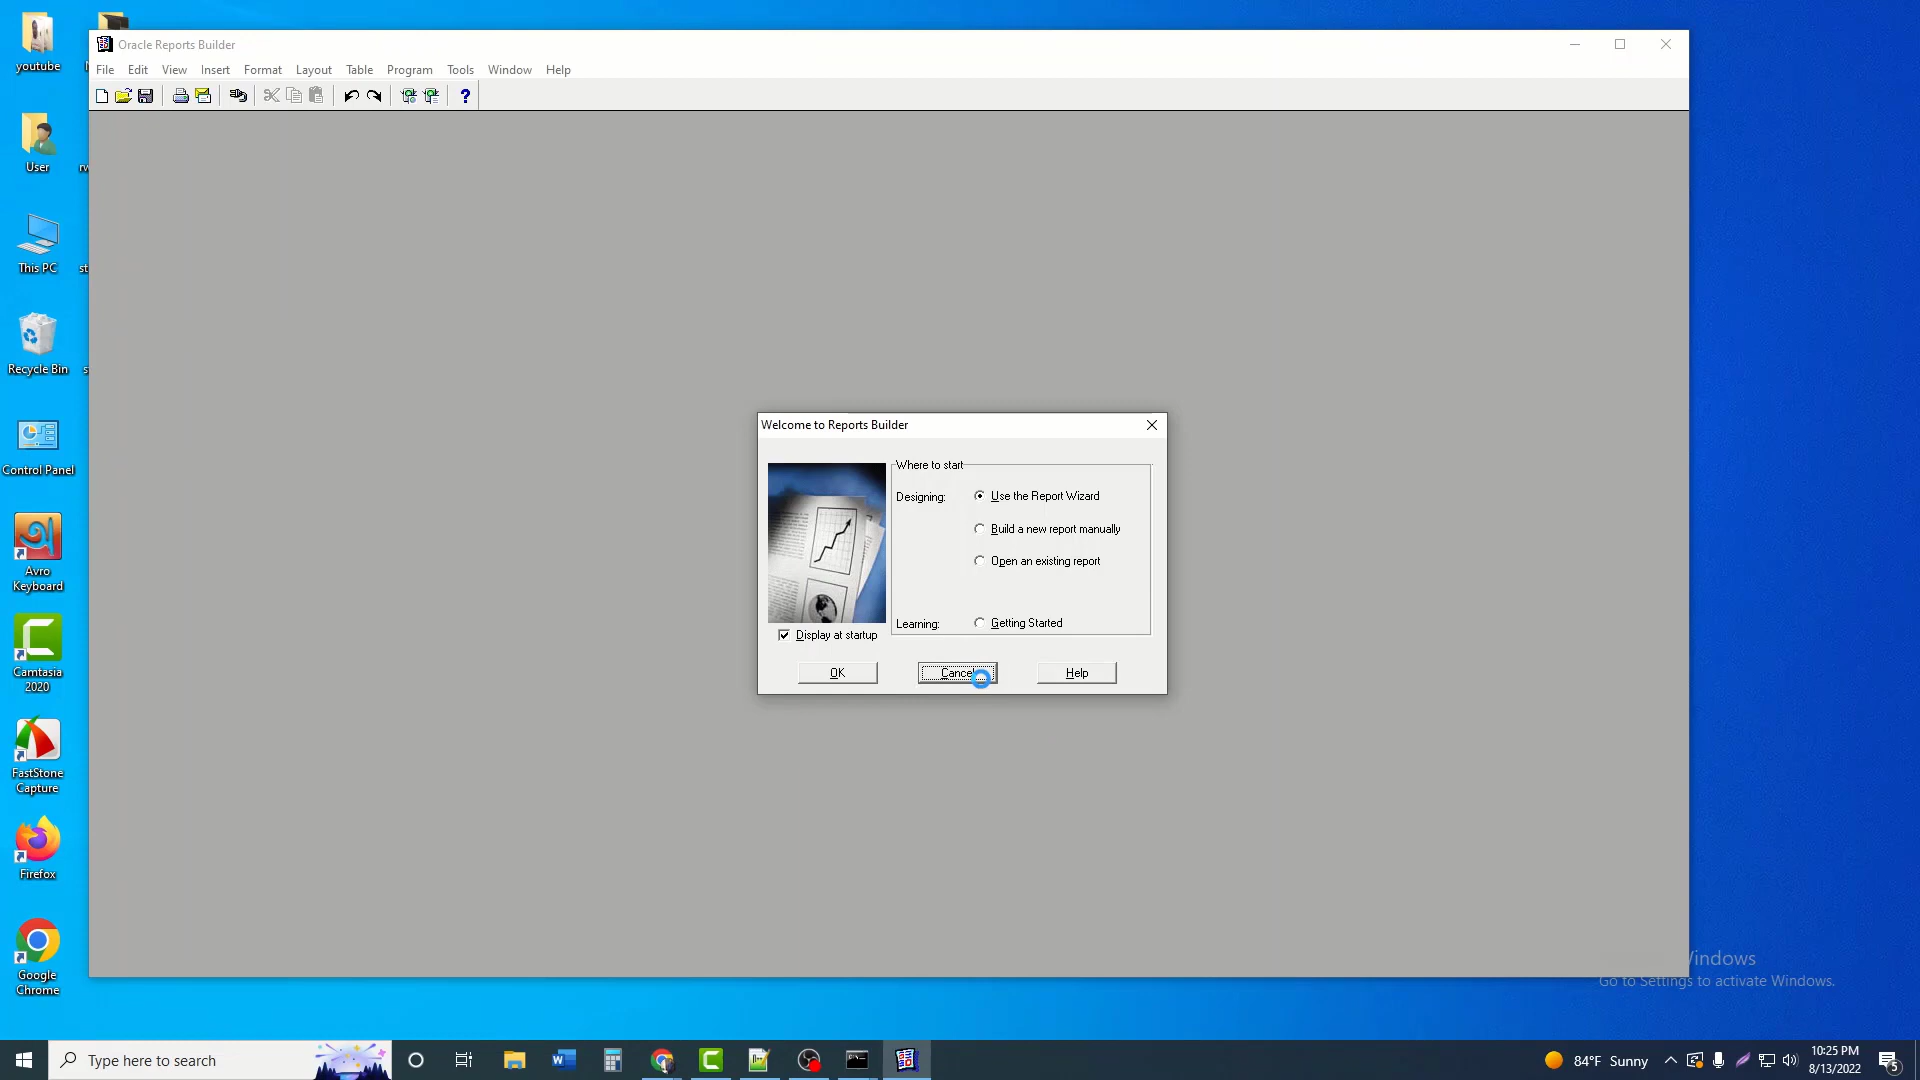 youtube
User
This PC
Recycle Bin
Control Panel
Avro
Keyboard
Camtasia
2020
FastStone
Capture
Firefox
Google
Chrome
Oracle Reports Builder
File Edit View Insert Format Layout Table Program Tools Window Help
Welcome to Reports Builder
Where to start
Designing:
Use the Report Wizard
Build a new report manually
Open an existing report
Learning:
Getting Started
Display at startup
OK
Cancel
Help
Windows
Go to Settings to activate Windows.
Type here to search
84°F Sunny
10:25 PM
8/13/2022
5